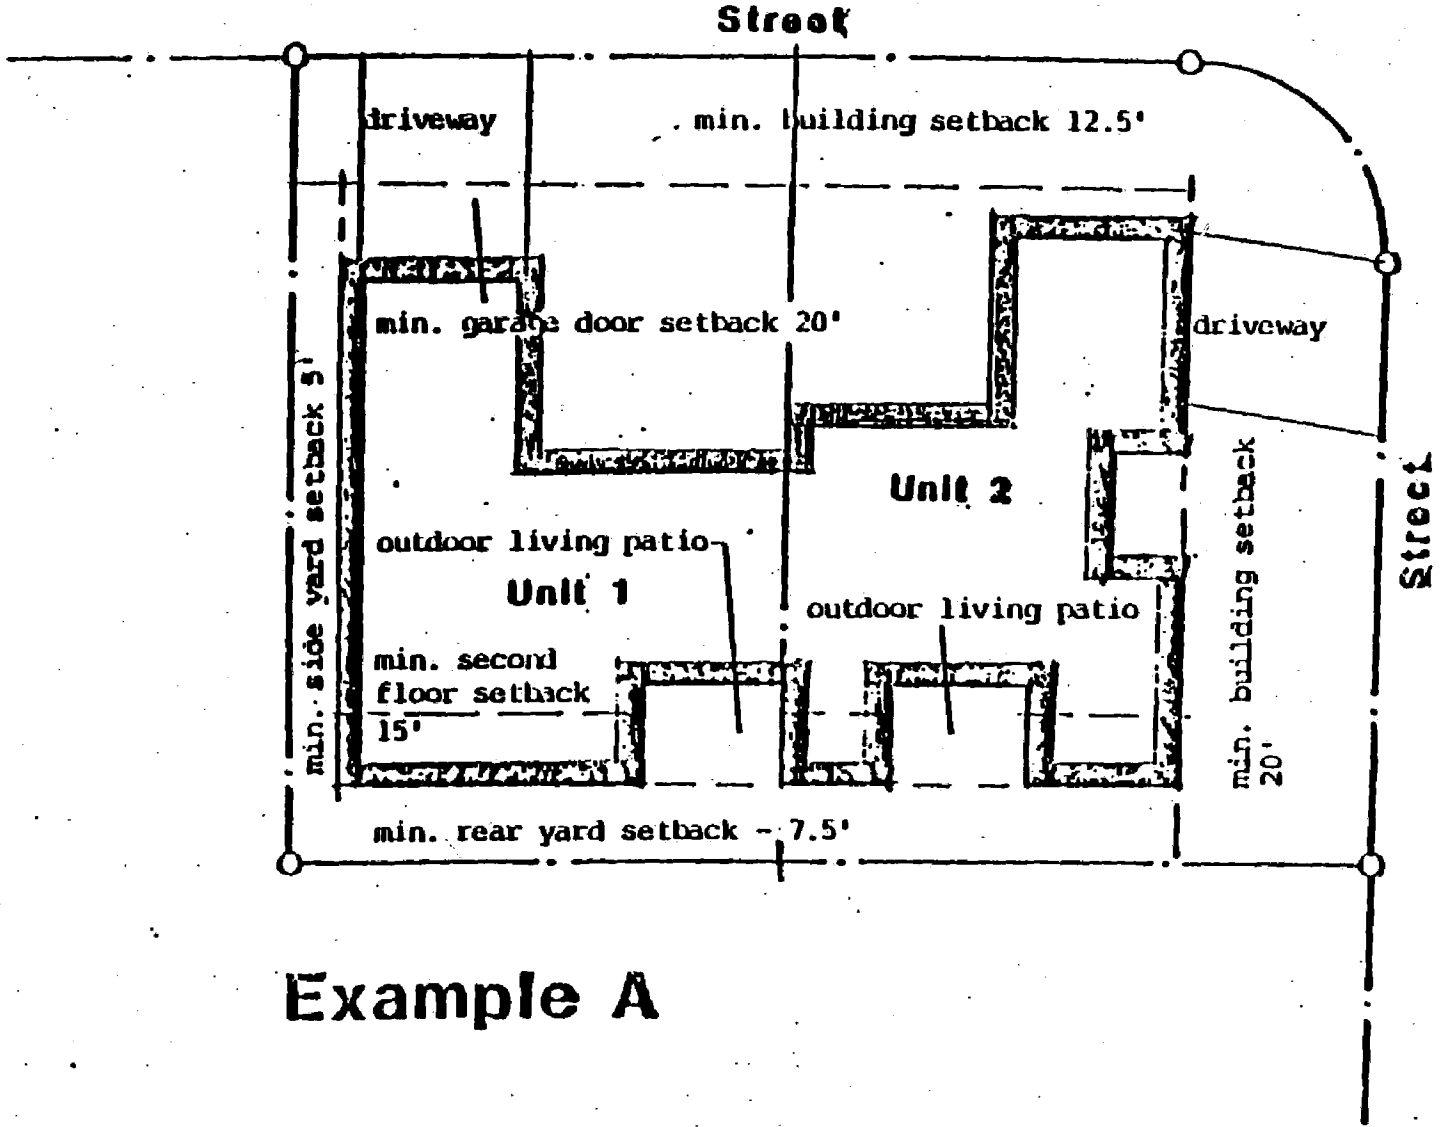 Street
driveway
min. building setback 12.5'
min. garage door setback 20'
driveway
min. side yard setback 5'
Street
min. building setback
20'
Unit 2
outdoor living patio
Unit 1
outdoor living patio
min. second
floor setback
15'
min. rear yard setback - 7.5'
Example A